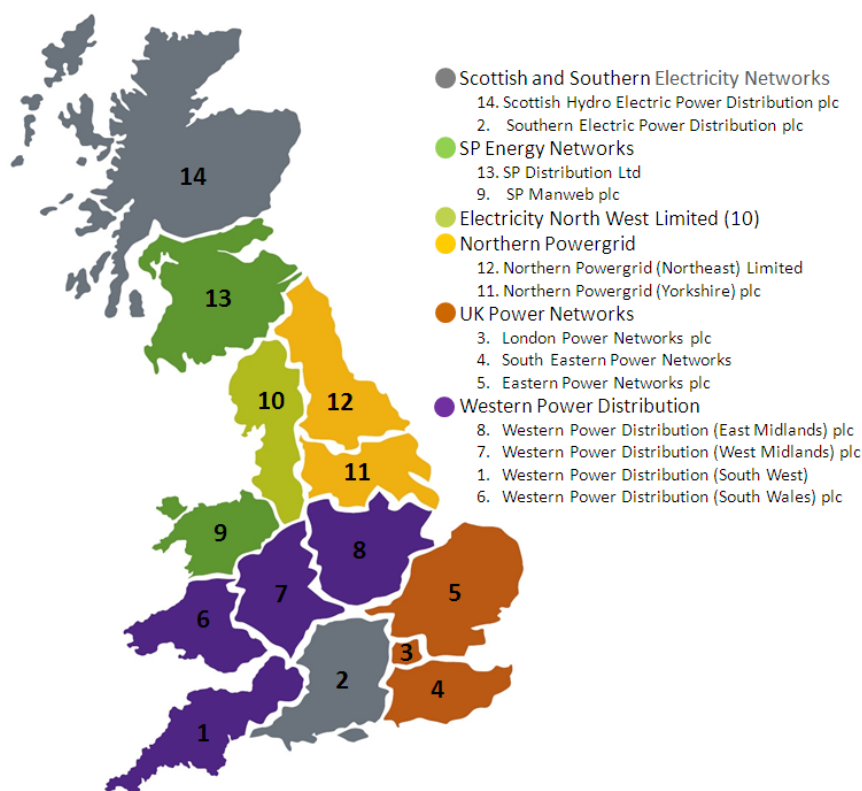 Scottish and Southern Electricity Networks
14. Scottish Hydro Electric Power Distribution plc
2. Southern Electric Power Distribution plc
SP Energy Networks
13. SP Distribution Ltd
9. SP Manweb plc
Electricity North West Limited (10)
Northern Powergrid
12. Northern Powergrid (Northeast) Limited
11. Northern Powergrid (Yorkshire) plc
UK Power Networks
3. London Power Networks plc
4. South Eastern Power Networks
5. Eastern Power Networks plc
Western Power Distribution
8. Western Power Distribution (East Midlands) plc
7. Western Power Distribution (West Midlands) plc
1. Western Power Distribution (South West)
6. Western Power Distribution (South Wales) plc
14
13
10
12
11
9
8
7
5
6
3
2
4
1